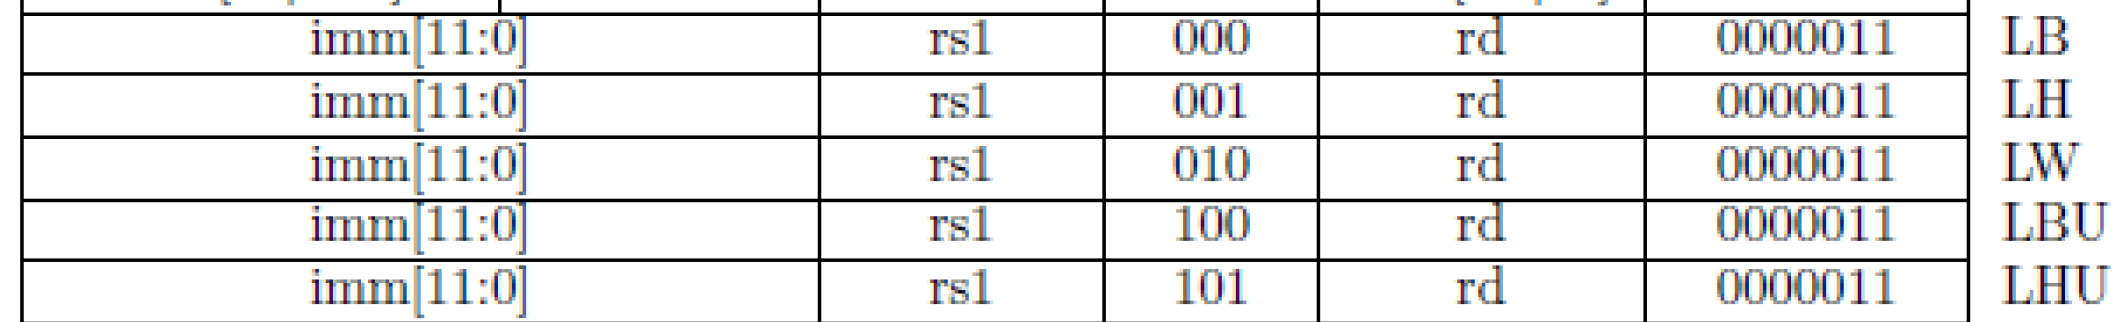 imm[11:0] rs1 000 rd 0000011 LB
imm[11:0] rs1 001 rd 0000011 LH
imm[11:0] rs1 010 rd 0000011 LW
imm[11:0] rs1 100 rd 0000011 LBU
imm[11:0] rs1 101 rd 0000011 LHU